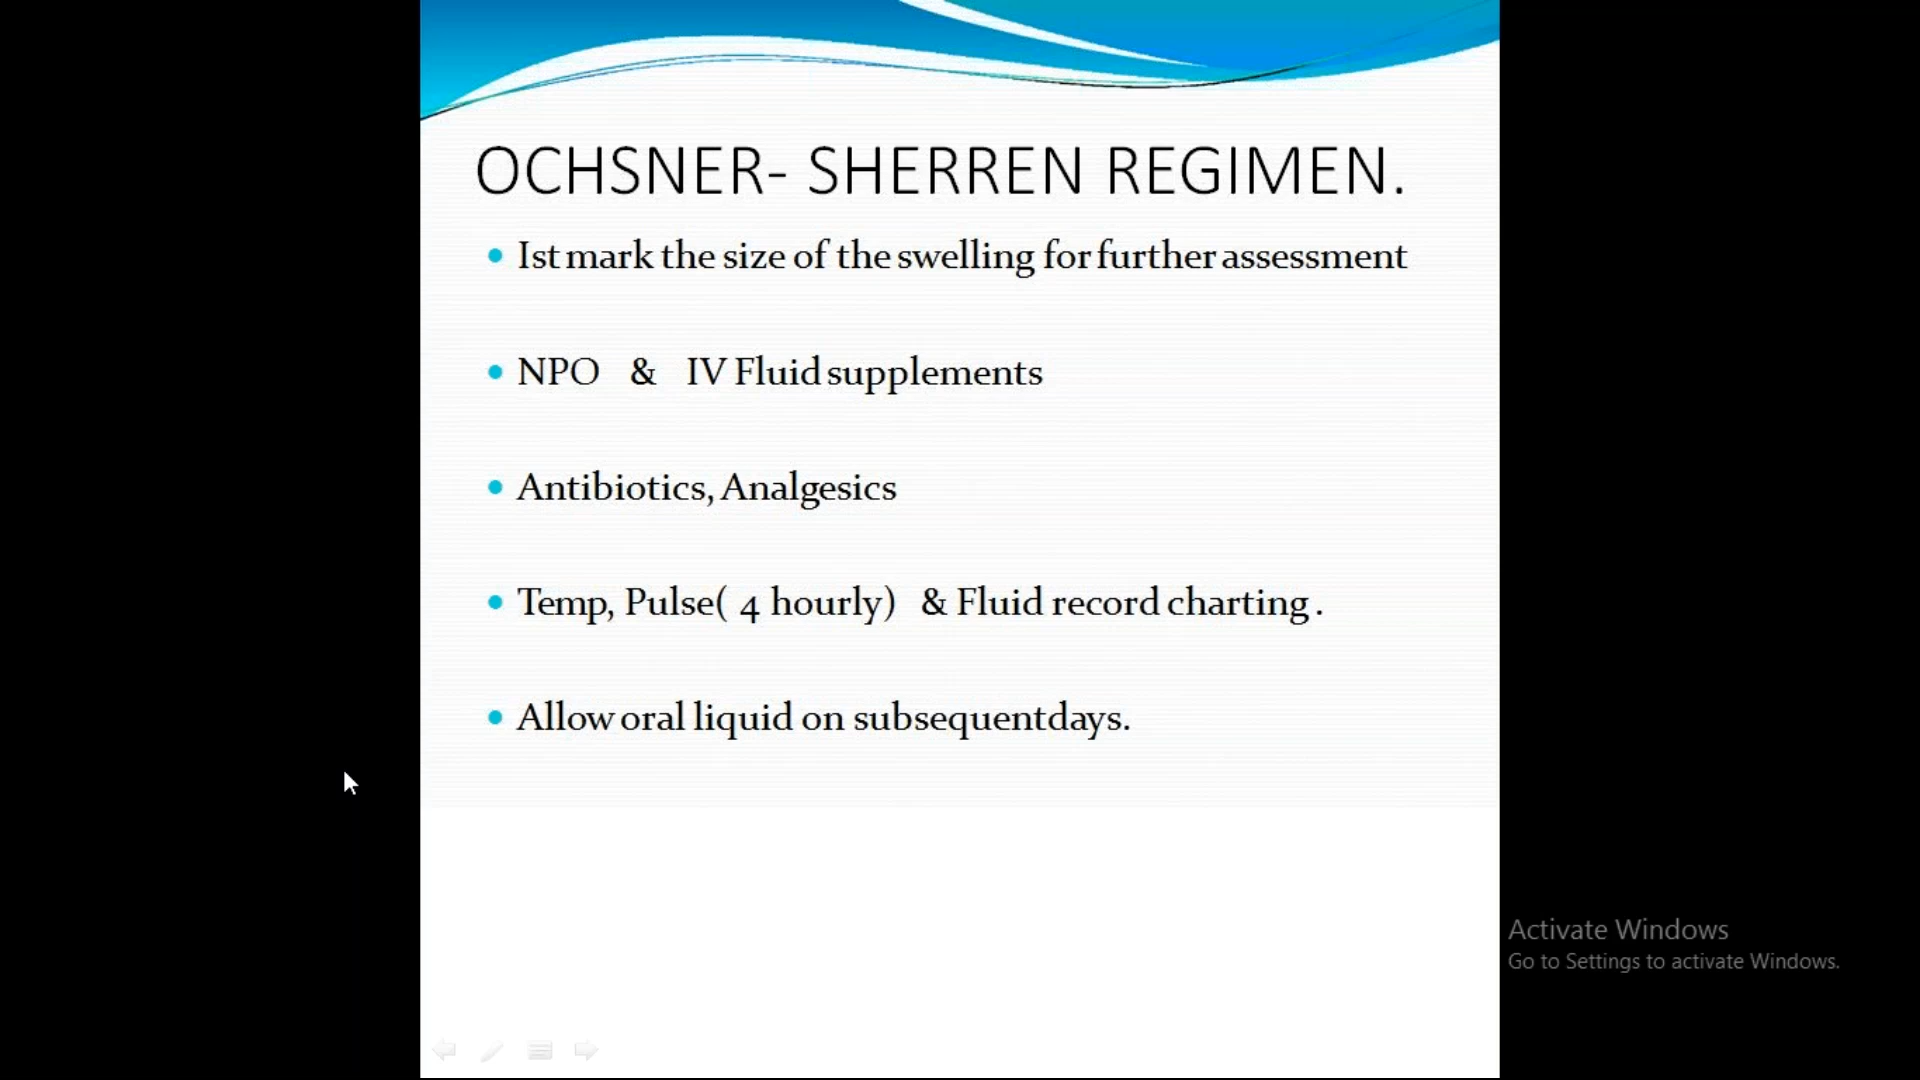 OCHSNER- SHERREN REGIMEN.
• Ist mark the size of the swelling for further assessment
• NPO & IV Fluid supplements
• Antibiotics, Analgesics
• Temp, Pulse( 4 hourly) & Fluid record charting .
• Allow oral liquid on subsequentdays.
Activate Windows
Go to Settings to activate Windows.